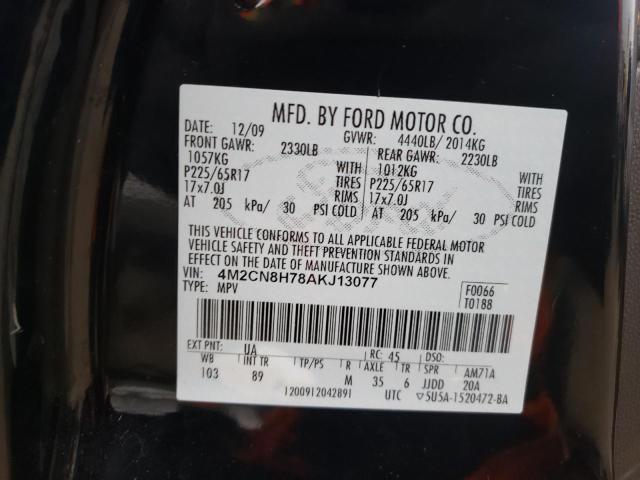 MFD. BY FORD MOTOR CO.
DATE: 12/09 GVWR: 4440LB/ 2014KG
FRONT GAWR: 2330LB REAR GAWR: 2230LB
1057KG WITH 1012KG WITH
P225/65R17 TIRES P225/65R17 TIRES
17x7.0J RIMS 17x7.0J RIMS
AT 205 kPa/ 30 PSI COLD AT 205 kPa/ 30 PSI COLD
THIS VEHICLE CONFORMS TO ALL APPLICABLE FEDERAL MOTOR
VEHICLE SAFETY AND THEFT PREVENTION STANDARDS IN
EFFECT ON THE DATE OF MANUFACTURE SHOWN ABOVE.
VIN: 4M2CN8H78AKJ13077 F0066
TYPE: MPV T0188
EXT PNT: UA RC: 45 DSO:
WB INT TR TP/PS R AXLE TR SPR AM71A
103 89 M 35 6 JJDD 20A
1200912042891 UTC ▽5U5A-1520472-BA